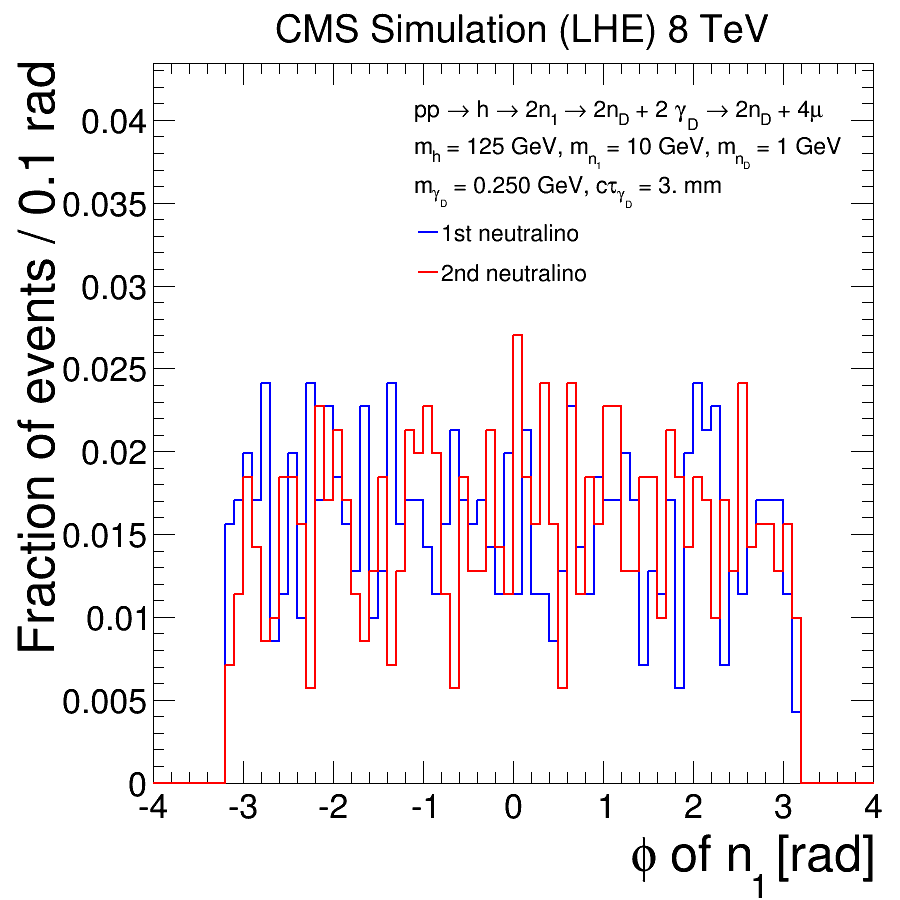 CMS Simulation (LHE) 8 TeV
Fraction of events / 0.1 rad
0.04
0.035
0.03
0.025
0.02
0.015
0.01
0.005
0
pp → h → 2n1 → 2nD + 2 γD → 2nD + 4μ
mh = 125 GeV, mn1 = 10 GeV, mnD = 1 GeV
mγD = 0.250 GeV, cτγD = 3. mm
1st neutralino
2nd neutralino
-4 -3 -2 -1 0 1 2 3 4
ϕ of n1 [rad]